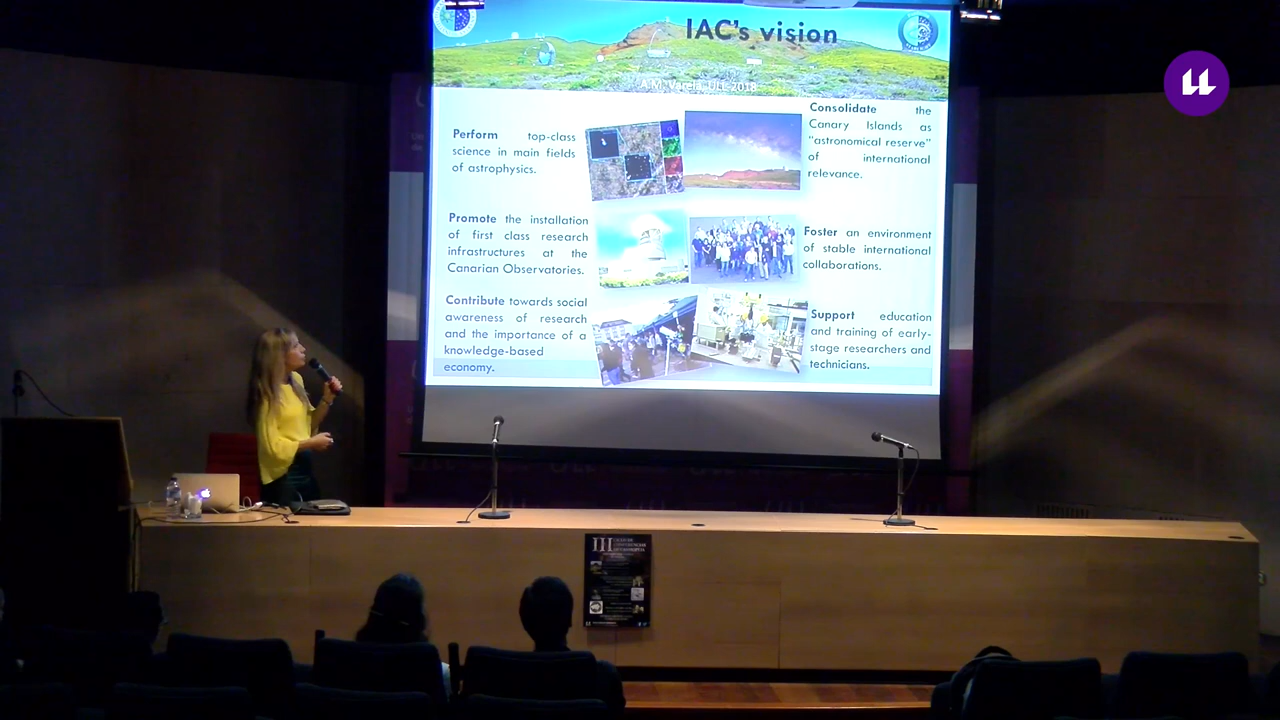 IAC's vision
A.M. Varela, ULL 2018
Perform top-class
science in main fields
of astrophysics.
Promote the installation
of first class research
infrastructures at the
Canarian Observatories.
Contribute towards social
awareness of research
and the importance of a
knowledge-based
economy.
Consolidate the
Canary Islands as
"astronomical reserve"
of international
relevance.
Foster an environment
of stable international
collaborations.
Support education
and training of early-
stage researchers and
technicians.
III